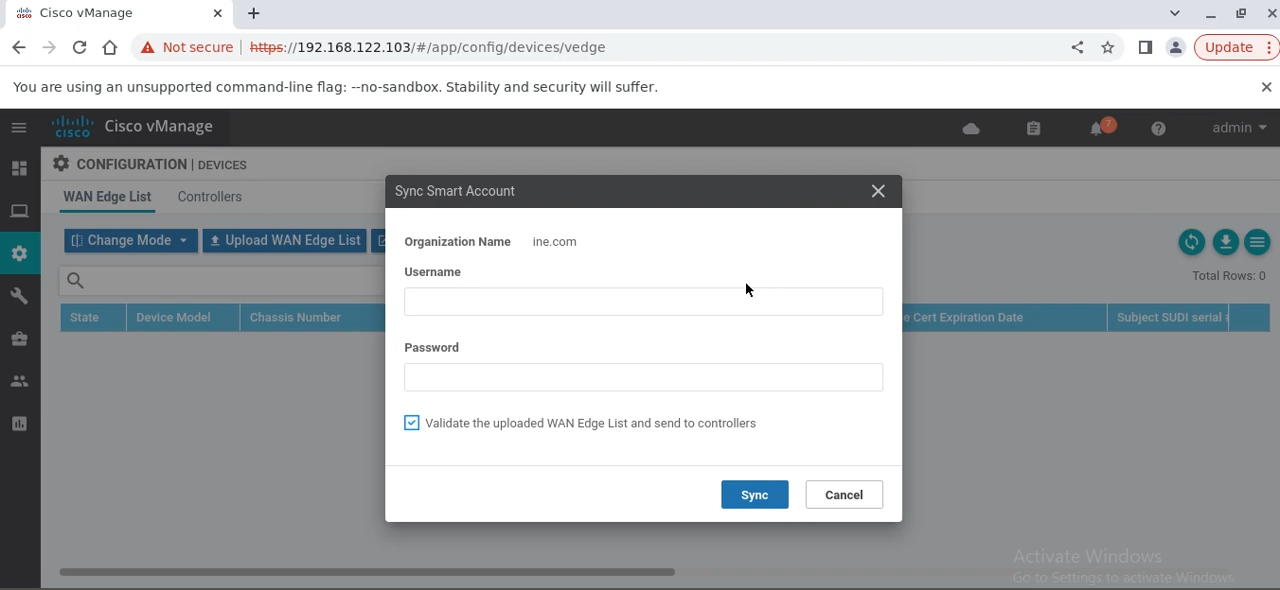 Cisco vManage
Not secure | https://192.168.122.103/#/app/config/devices/vedge
Update
You are using an unsupported command-line flag: --no-sandbox. Stability and security will suffer.
CISCO Cisco vManage
7
admin
CONFIGURATION | DEVICES
WAN Edge List Controllers
Change Mode
Upload WAN Edge List
Total Rows: 0
State Device Model Chassis Number
e Cert Expiration Date Subject SUDI serial
Sync Smart Account
Organization Name ine.com
Username
Password
Validate the uploaded WAN Edge List and send to controllers
Sync Cancel
Activate Windows
Go to Settings to activate Windows.